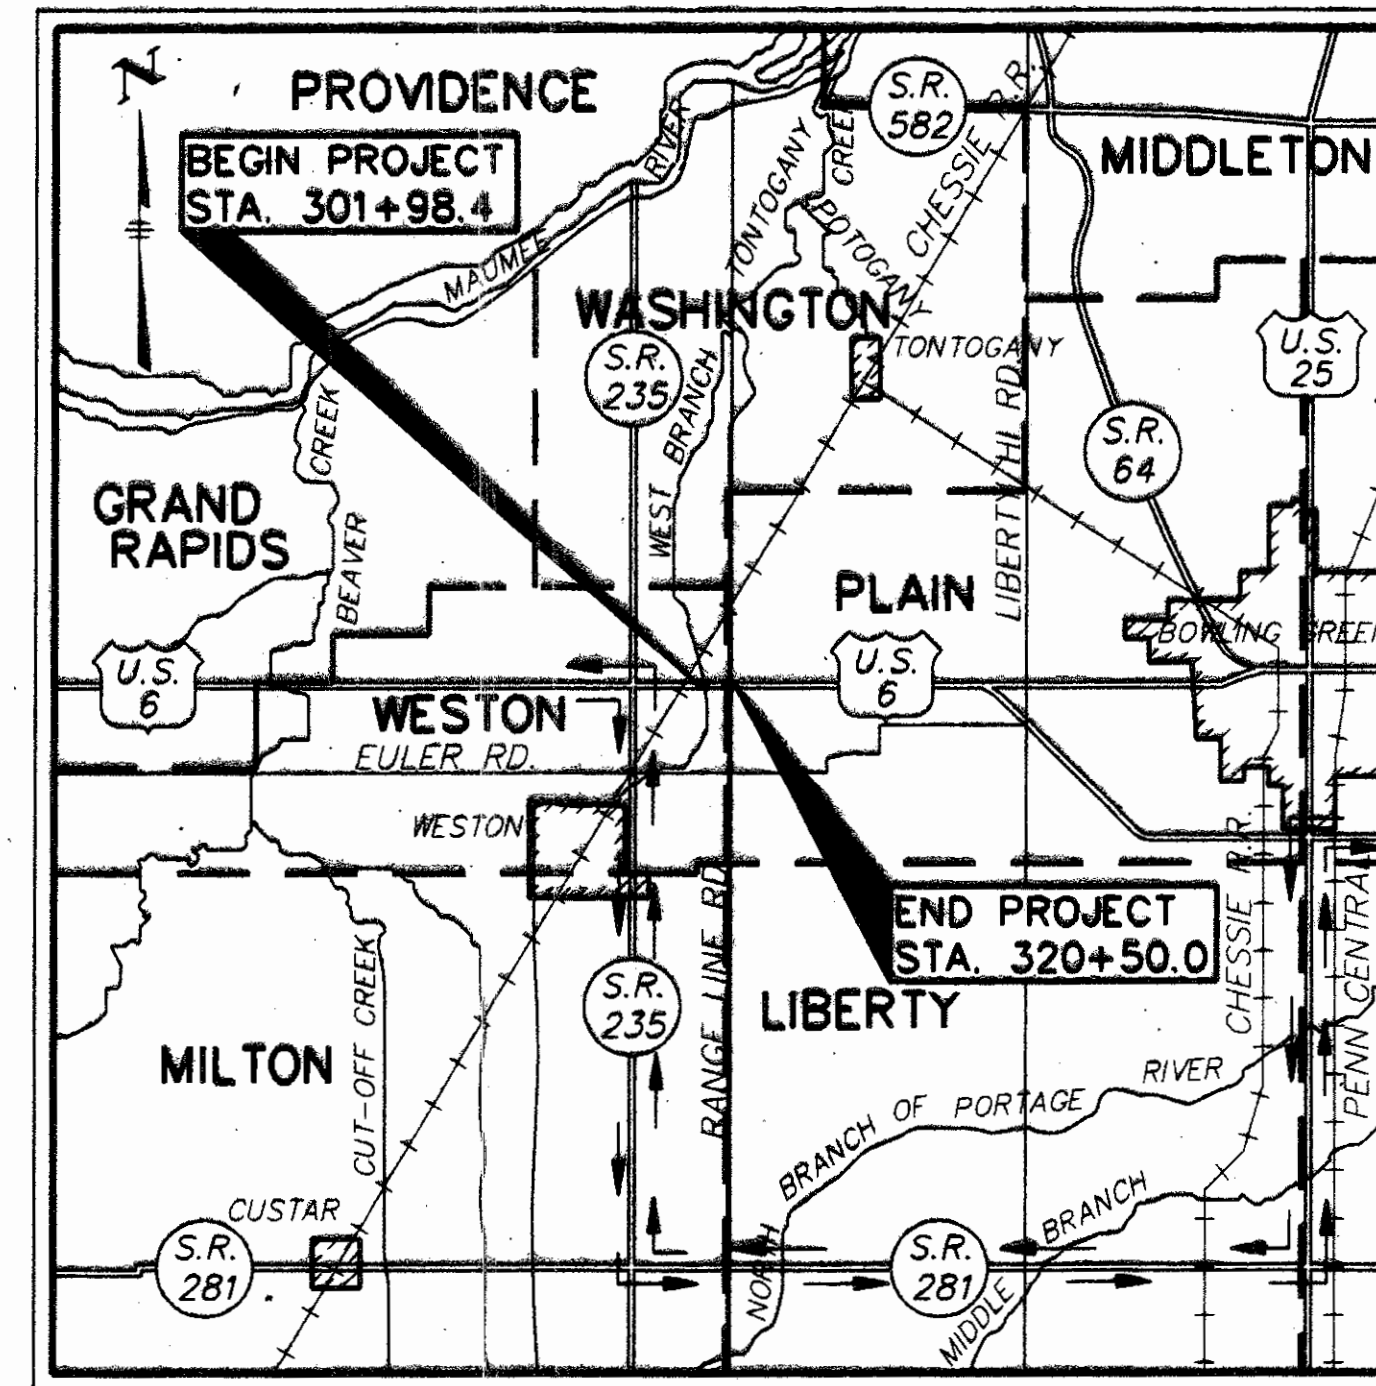 N
PROVIDENCE
BEGIN PROJECT
STA. 301+98.4
MAUMEE
RIVER
TONTOGANY
CREEK
S.R.
582
CHESSIE R.R.
MIDDLETON
POTOGANY
WASHINGTON
S.R.
235
TONTOGANY
U.S.
25
WEST BRANCH
LIBERTY HI RD.
S.R.
64
GRAND
RAPIDS
BEAVER
CREEK
PLAIN
BOWLING GREEN
U.S.
6
U.S.
6
WESTON
EULER RD.
WESTON
RANGE LINE RD.
END PROJECT
STA. 320+50.0
LIBERTY
CHESSIE R.R.
PENN CENTRAL
S.R.
235
MILTON
CUT-OFF CREEK
NORTH
BRANCH OF PORTAGE
RIVER
MIDDLE
BRANCH
CUSTAR
S.R.
281
S.R.
281